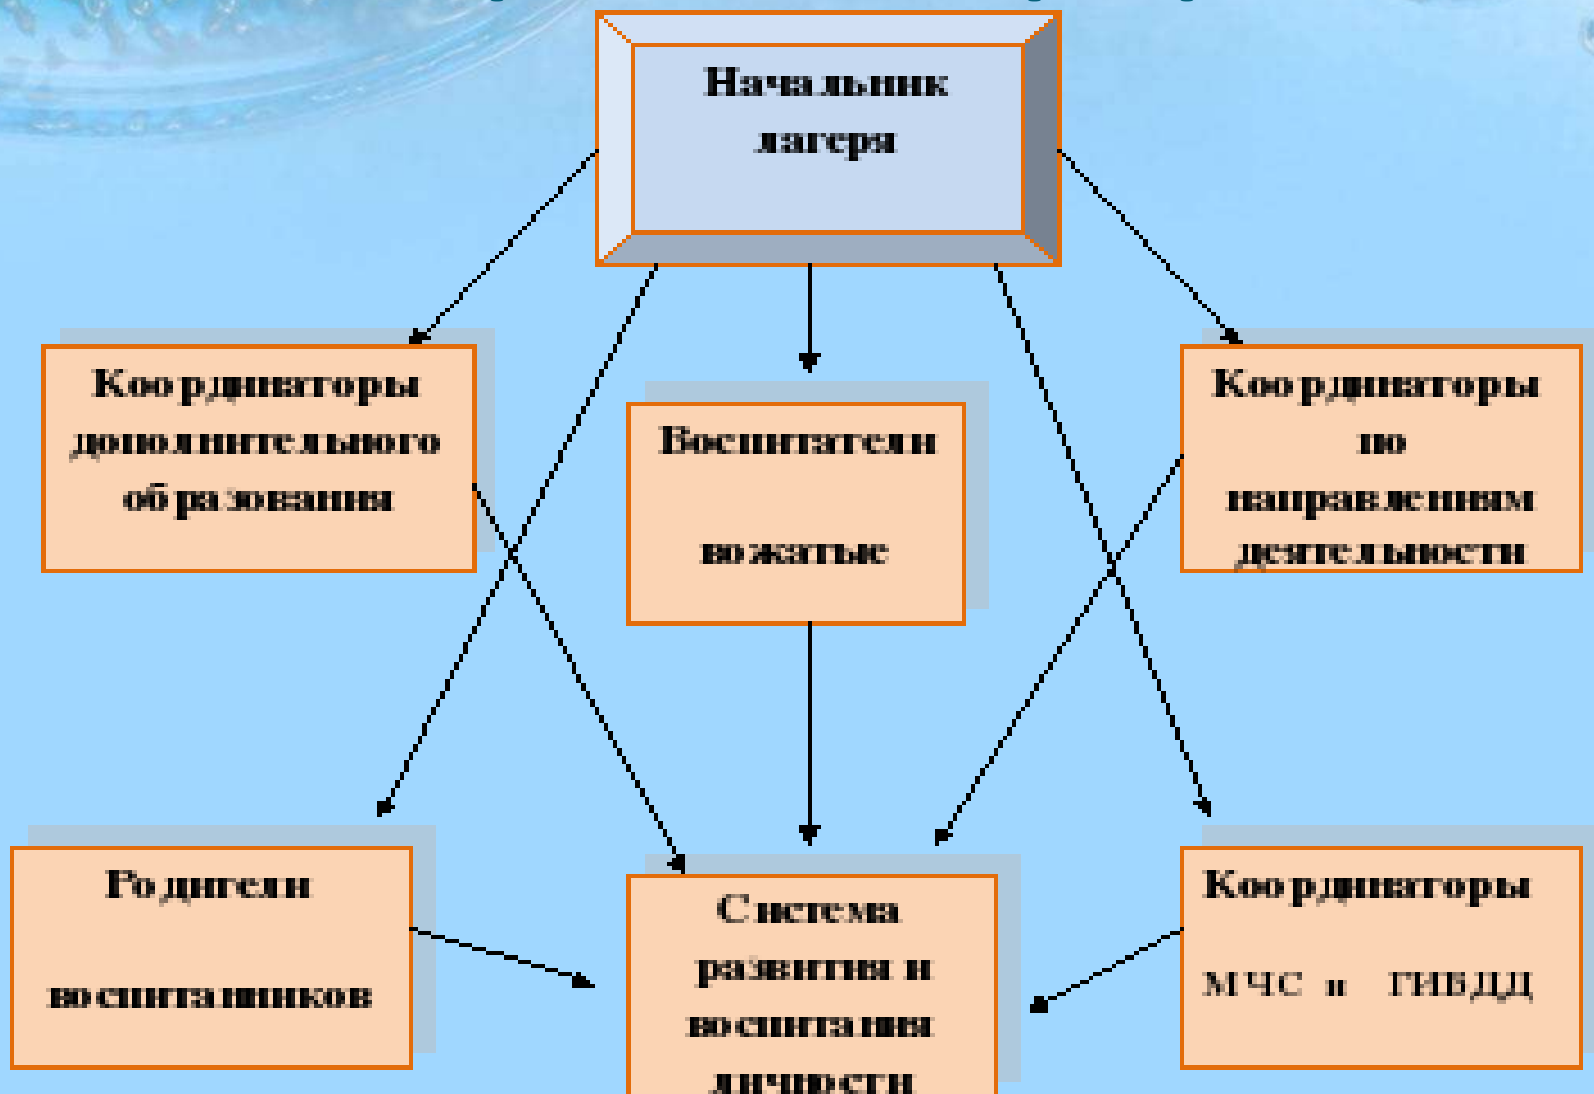 Начальник
лагеря
Координаторы
дополнительного
образования
Воспитатели
вожатые
Координаторы
по
направлениям
деятельности
Родители
воспитанников
Система
развития и
воспитания
личности
Координаторы
МЧС и ГИБДД